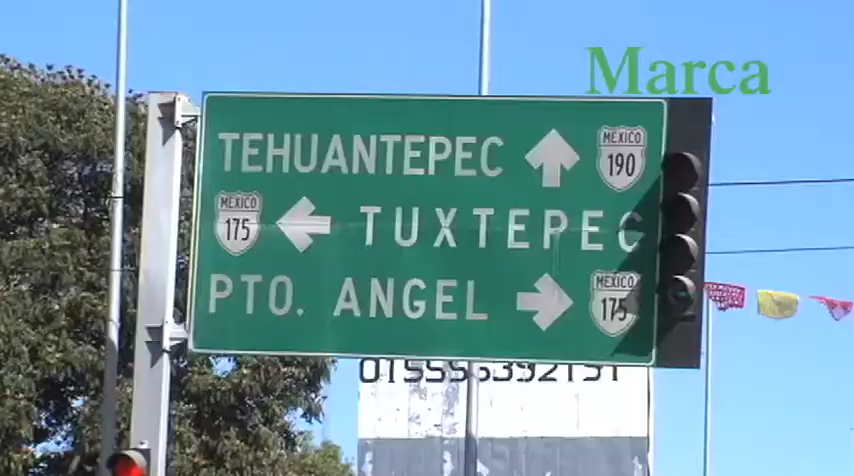 Marca
TEHUANTEPEC MEXICO 190
MEXICO 175 TUXTEPEC
PTO. ANGEL MEXICO 175